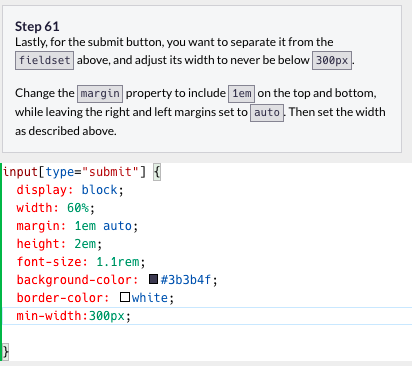 Step 61
Lastly, for the submit button, you want to separate it from the
fieldset above, and adjust its width to never be below 300px.
Change the margin property to include 1em on the top and bottom,
while leaving the right and left margins set to auto. Then set the width
as described above.
input[type="submit"] {
display: block;
width: 60%;
margin: 1em auto;
height: 2em;
font-size: 1.1rem;
background-color: #3b3b4f;
border-color: white;
min-width:300px;
}